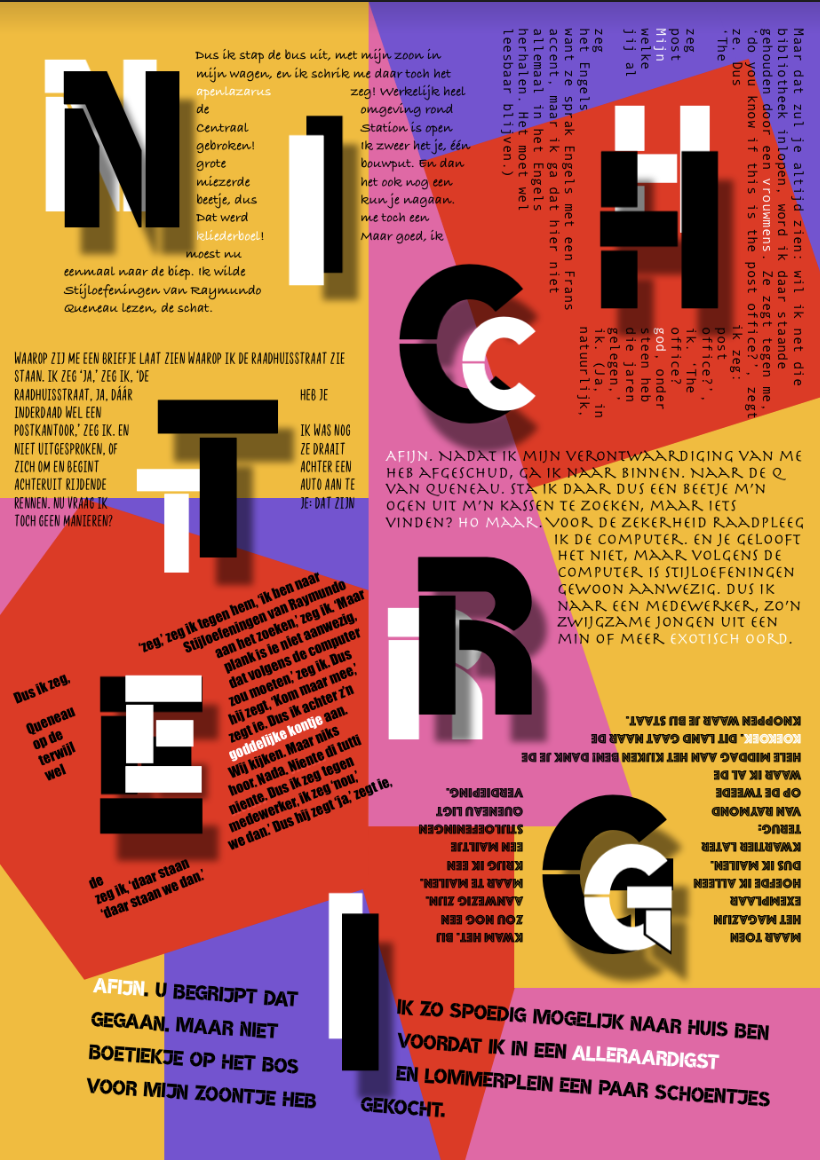 N I C H T E R I G
Dus ik stap de bus uit, met mijn zoon in
mijn wagen, en ik schrik me daar toch het
apenlazarus zeg! Werkelijk heel
de omgeving rond
Centraal Station is open
gebroken! Ik zweer het je, één
grote bouwput. En dan
miezerde het ook nog een
beetje, dus kun je nagaan.
Dat werd me toch een
kliederboel! Maar goed, ik
moest nu
eenmaal naar de biep. Ik wilde
Stijloefeningen van Raymundo
Queneau lezen, de schat.
Maar dat zul je altijd zien: wil ik net die
bibliotheek inlopen, word ik daar staande
gehouden door een vrouwmens. Ze zegt tegen me,
'do you know if this is the post office?', zegt
ze. Dus ik zeg:
'The post
office?',
zeg ik. 'The
post office?
Mijn god, onder
welke steen heb
jij al die jaren
gelegen.'
zeg ik. (Ja, in
het Engels natuurlijk,
want ze sprak Engels met een Frans
accent, maar ik ga dat hier niet
allemaal in het Engels
herhalen. Het moet wel
leesbaar blijven.)
WAAROP ZIJ ME EEN BRIEFJE LAAT ZIEN WAAROP IK DE RAADHUISSTRAAT ZIE
STAAN. IK ZEG 'JA,' ZEG IK, 'DE
RAADHUISSTRAAT, JA, DÁÁR HEB JE
INDERDAAD WEL EEN
POSTKANTOOR,' ZEG IK. EN IK WAS NOG
NIET UITGESPROKEN, OF ZE DRAAIT
ZICH OM EN BEGINT ACHTER EEN
ACHTERUIT RIJDENDE AUTO AAN TE
RENNEN. NU VRAAG IK JE: DAT ZIJN
TOCH GEEN MANIEREN?
AFIJN. NADAT IK MIJN VERONTWAARDIGING VAN ME
HEB AFGESCHUD, GA IK NAAR BINNEN. NAAR DE Q
VAN QUENEAU. STA IK DAAR DUS EEN BEETJE M'N
OGEN UIT M'N KASSEN TE ZOEKEN, MAAR IETS
VINDEN? HO MAAR. VOOR DE ZEKERHEID RAADPLEEG
IK DE COMPUTER. EN JE GELOOFT
HET NIET, MAAR VOLGENS DE
COMPUTER IS STIJLOEFENINGEN
GEWOON AANWEZIG. DUS IK
NAAR EEN MEDEWERKER, ZO'N
ZWIJGZAME JONGEN UIT EEN
MIN OF MEER EXOTISCH OORD.
Dus ik zeg, 'zeg,' zeg ik tegen hem, 'Ik ben naar
Stijloefeningen van Raymundo
Queneau aan het zoeken,' zeg ik. 'Maar
op de plank is ie niet aanwezig,
terwijl dat volgens de computer
wel zou moeten,' zeg ik. Dus
hij zegt, 'Kom maar mee,'
zegt ie. Dus ik achter z'n
goddelijke kontje aan.
Wij kijken. Maar niks
hoor. Nada. Niente di tutti
niente. Dus ik zeg tegen
de medewerker, ik zeg 'nou,'
zeg ik, 'daar staan we dan.' Dus hij zegt 'ja,' zegt ie,
'daar staan we dan.'
MAAR TOEN KWAM HET. BIJ
HET MAGAZIJN ZOU NOG EEN
EXEMPLAAR AANWEZIG ZIJN.
HOEFDE IK ALLEEN MAAR TE MAILEN.
DUS IK MAILEN. KRIJG IK EEN
KWARTIER LATER EEN MAILTJE
TERUG: STIJLOEFENINGEN
VAN RAYMOND QUENEAU LIGT
OP DE TWEEDE VERDIEPING.
WAAR IK AL DE
HELE MIDDAG AAN HET KIJKEN BEN! DANK JE DE
KOEKOEK. DIT LAND GAAT NAAR DE
KNOPPEN WAAR JE BIJ STAAT.
AFIJN. U BEGRIJPT DAT IK ZO SPOEDIG MOGELIJK NAAR HUIS BEN
GEGAAN. MAAR NIET VOORDAT IK IN EEN ALLERAARDIGST
BOETIEKJE OP HET BOS EN LOMMERPLEIN EEN PAAR SCHOENTJES
VOOR MIJN ZOONTJE HEB GEKOCHT.